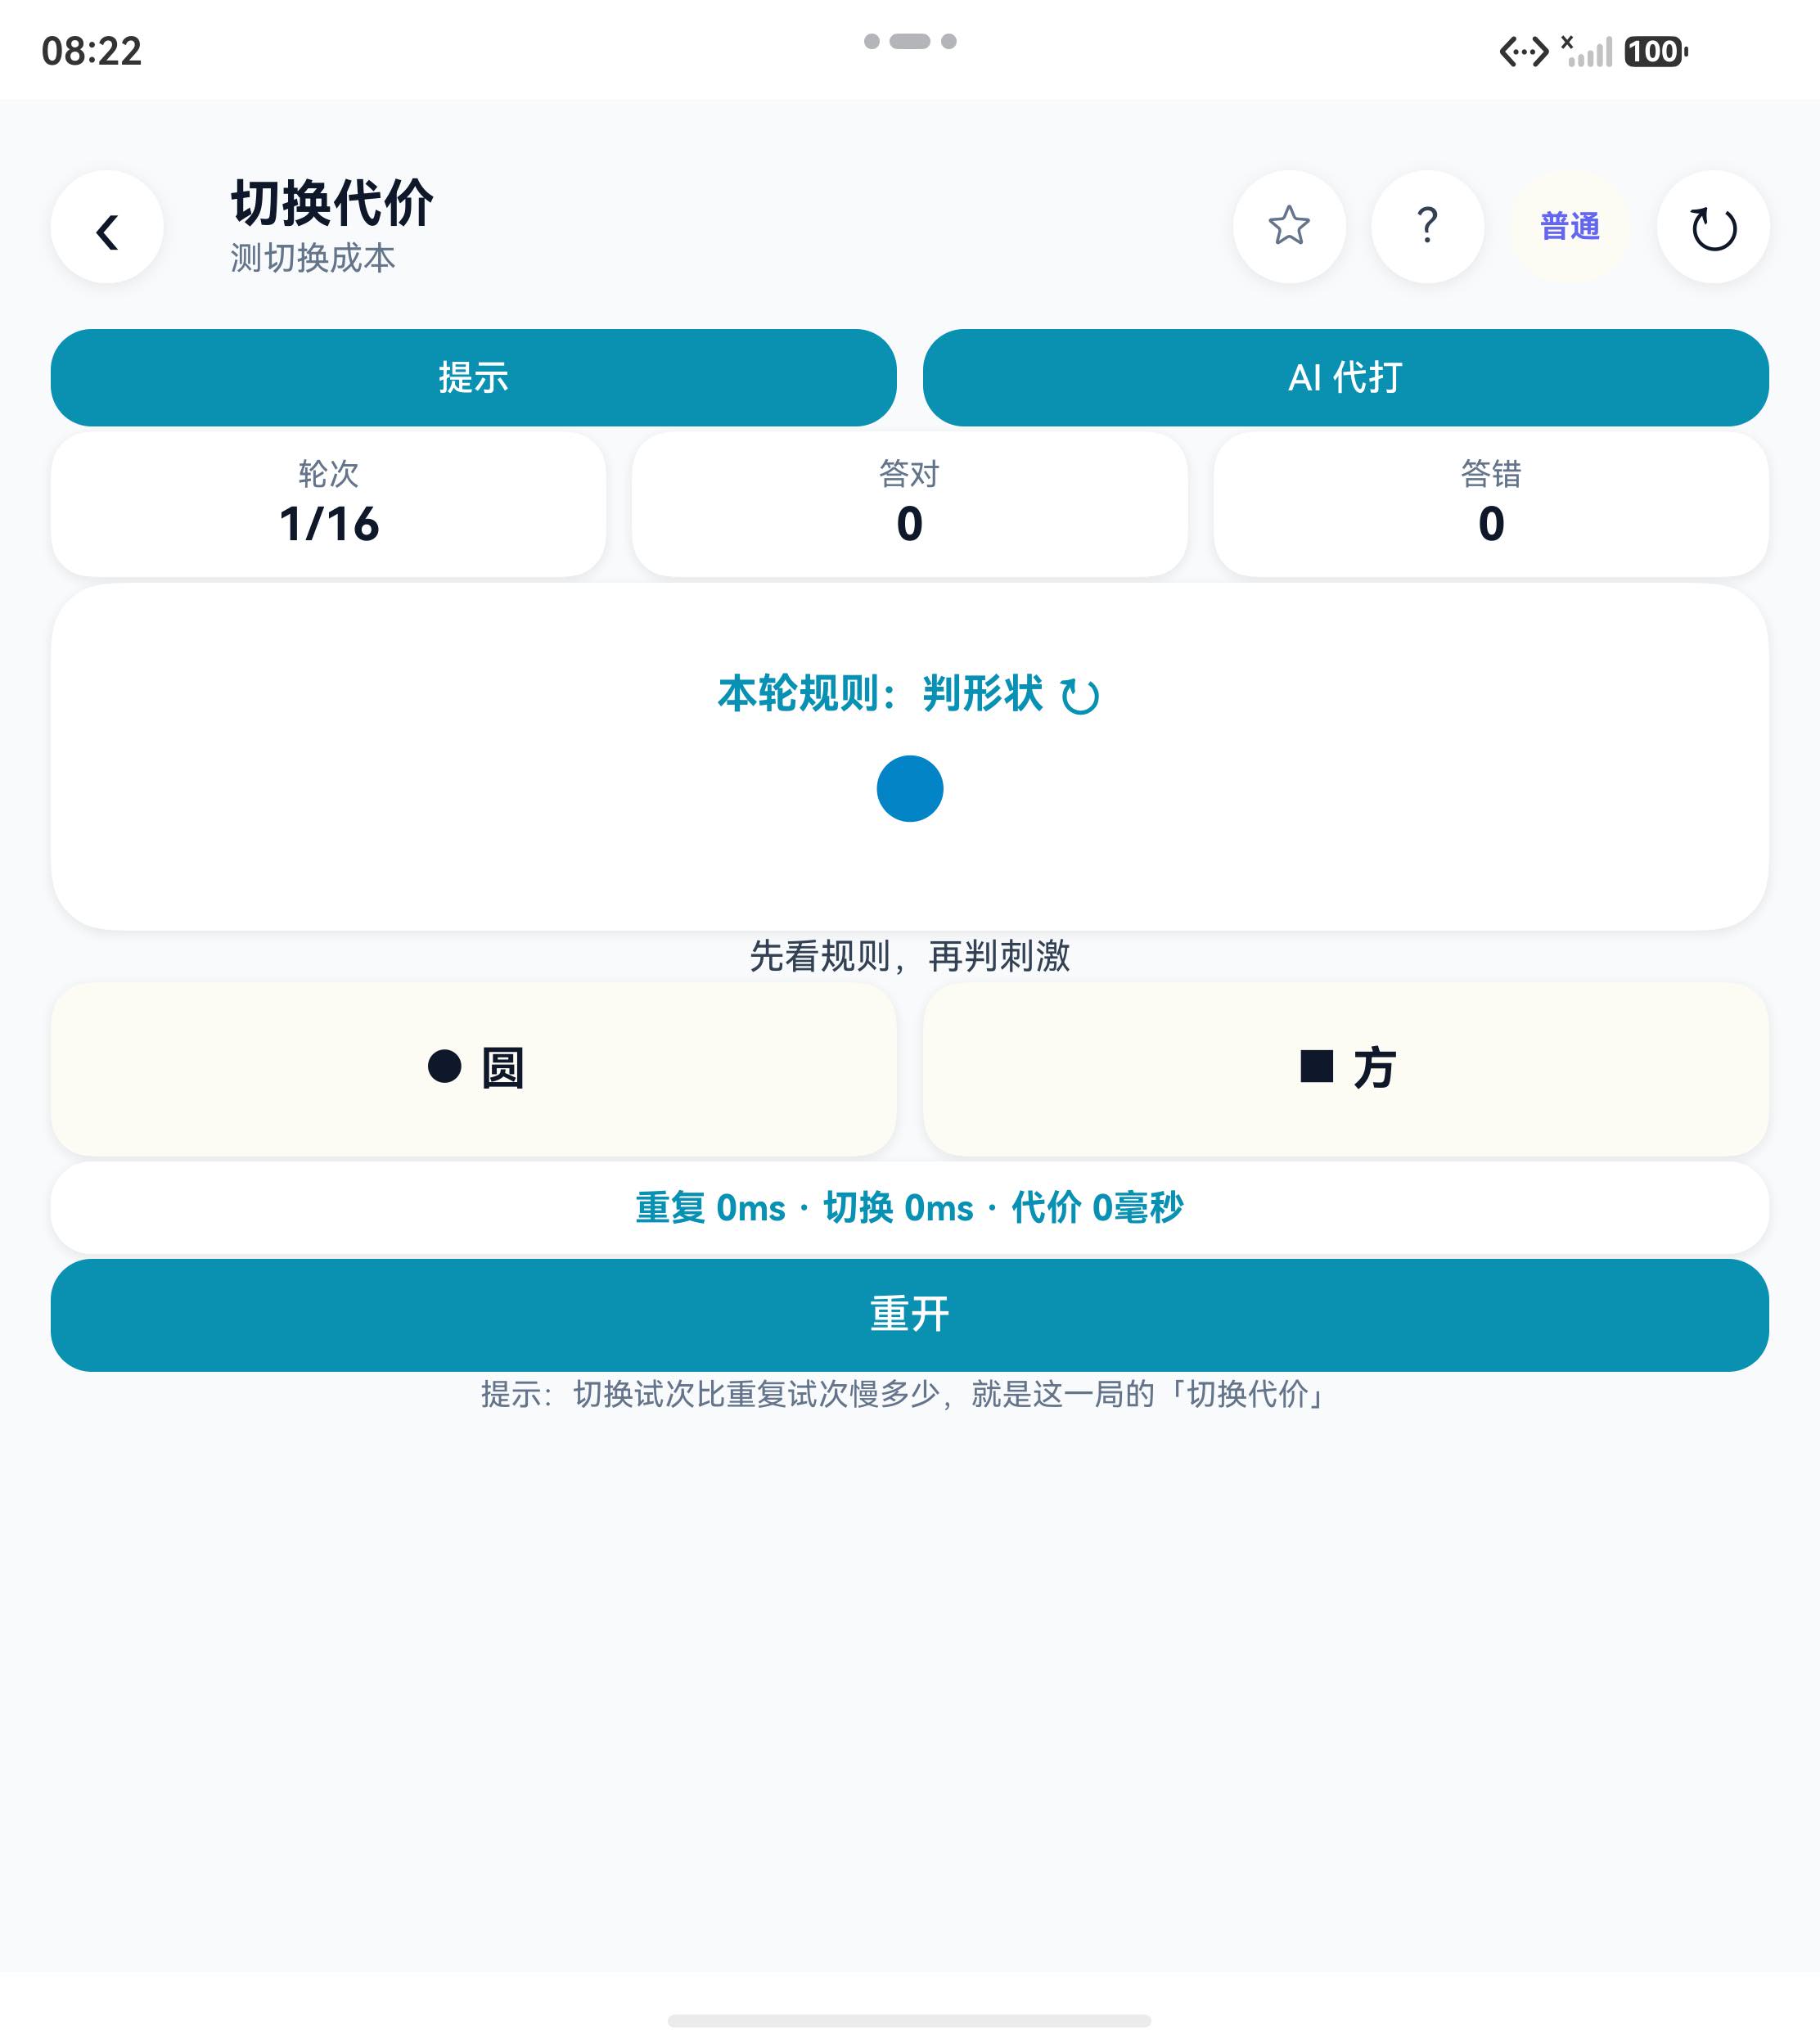 08:22
100
切换代价
测切换成本
?
普通
提示
AI 代打
轮次
1/16
答对
0
答错
0
本轮规则：判形状
先看规则，再判刺激
圆
方
重复 0ms · 切换 0ms · 代价 0毫秒
重开
提示：切换试次比重复试次慢多少，就是这一局的「切换代价」